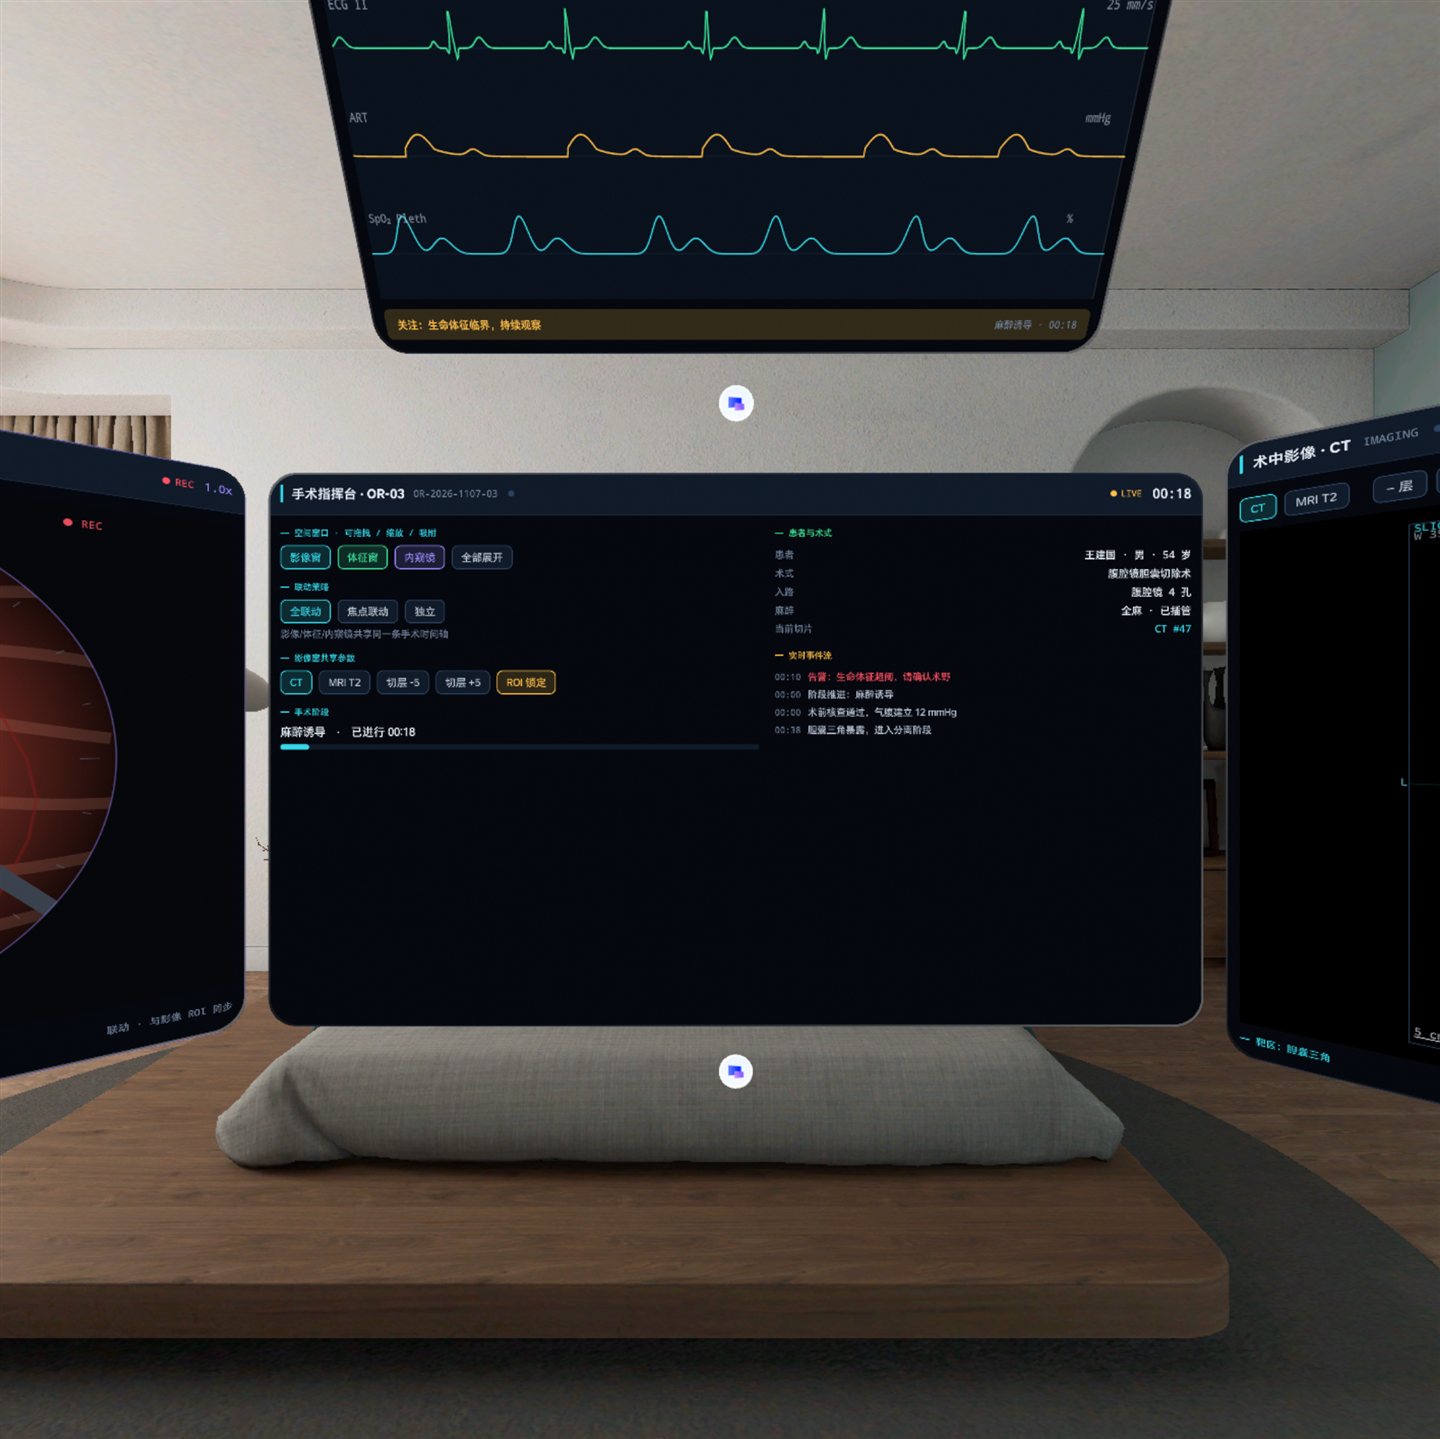 ECG II
25 mm/s
ART
mmHg
SpO₂ Pleth
%
关注：生命体征临界，持续观察
麻醉诱导 · 00:18
REC 1.0x
REC
联动 · 与影像 ROI 同步
手术指挥台 · OR-03 OR-2026-1107-03
LIVE 00:18
空间窗口 · 可拖拽 / 缩放 / 吸附
影像窗 体征窗 内窥镜 全部展开
联动策略
全联动 焦点联动 独立
影像/体征/内窥镜共享同一条手术时间轴
影像窗共享参数
CT MRI T2 切层 -5 切层 +5 ROI 锁定
手术阶段
麻醉诱导 · 已进行 00:18
患者与术式
患者 王建国 · 男 · 54 岁
术式 腹腔镜胆囊切除术
入路 腹腔镜 4 孔
麻醉 全麻 · 已插管
当前切片 CT #47
实时事件流
00:10 告警：生命体征超阈，请确认术野
00:00 阶段推进：麻醉诱导
00:00 术前核查通过，气腹建立 12 mmHg
00:38 胆囊三角暴露，进入分离阶段
术中影像 · CT IMAGING
CT MRI T2 − 层
L
靶区：胆囊三角